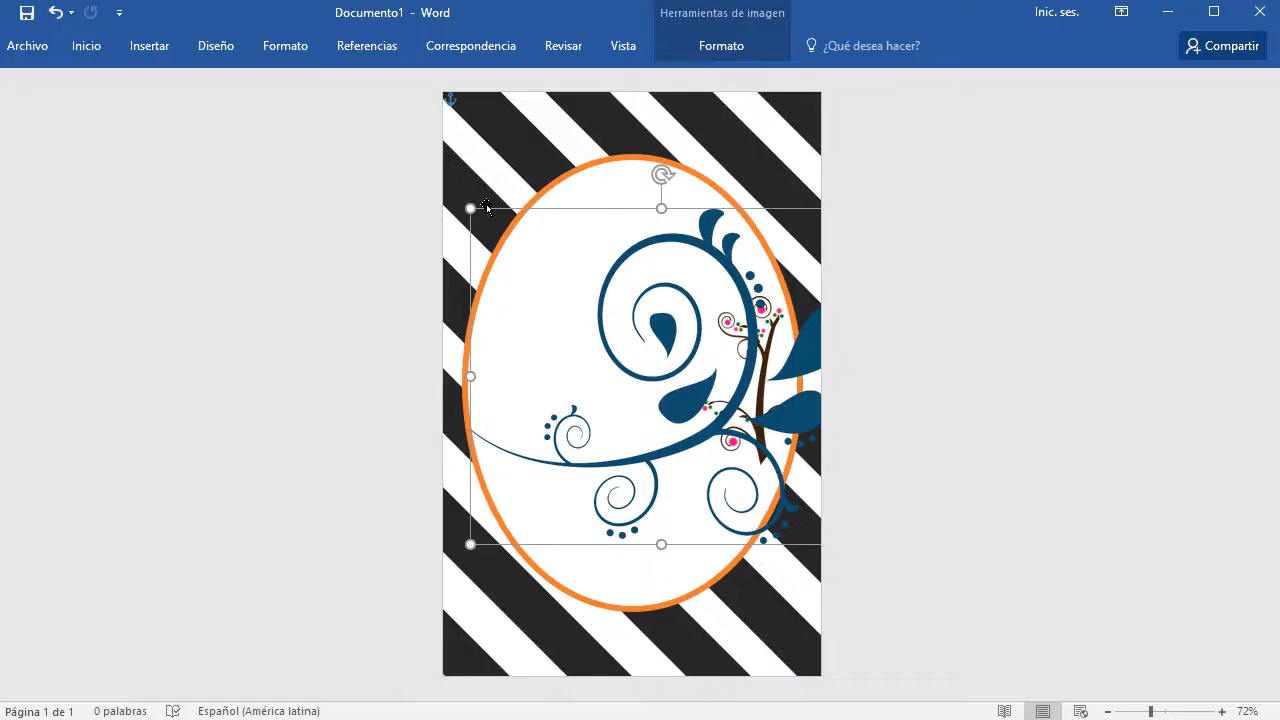 Documento1 - Word
Herramientas de imagen
Inic. ses.
Archivo
Inicio
Insertar
Diseño
Formato
Referencias
Correspondencia
Revisar
Vista
Formato
¿Qué desea hacer?
Compartir
Página 1 de 1
0 palabras
Español (América latina)
72%